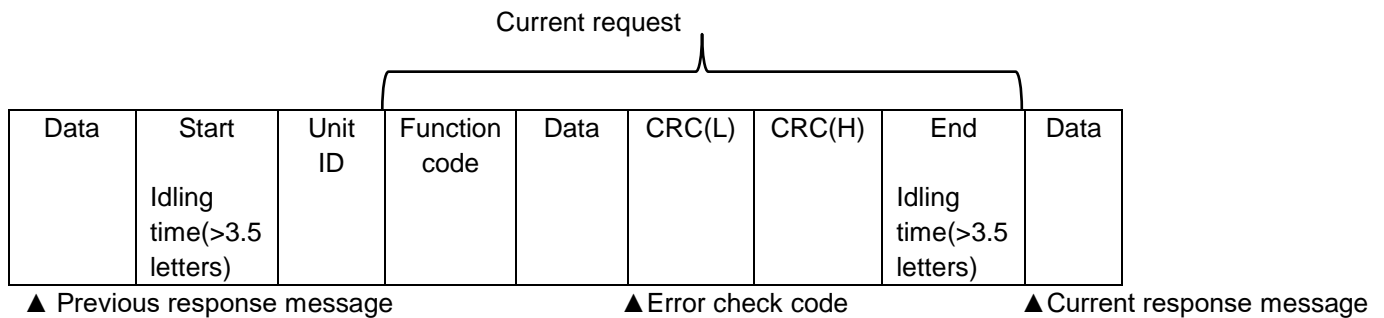 Current request
Data Start Unit Function Data CRC(L) CRC(H) End Data
ID code
Idling Idling
time(>3.5 time(>3.5
letters) letters)
▲ Previous response message ▲Error check code ▲Current response message